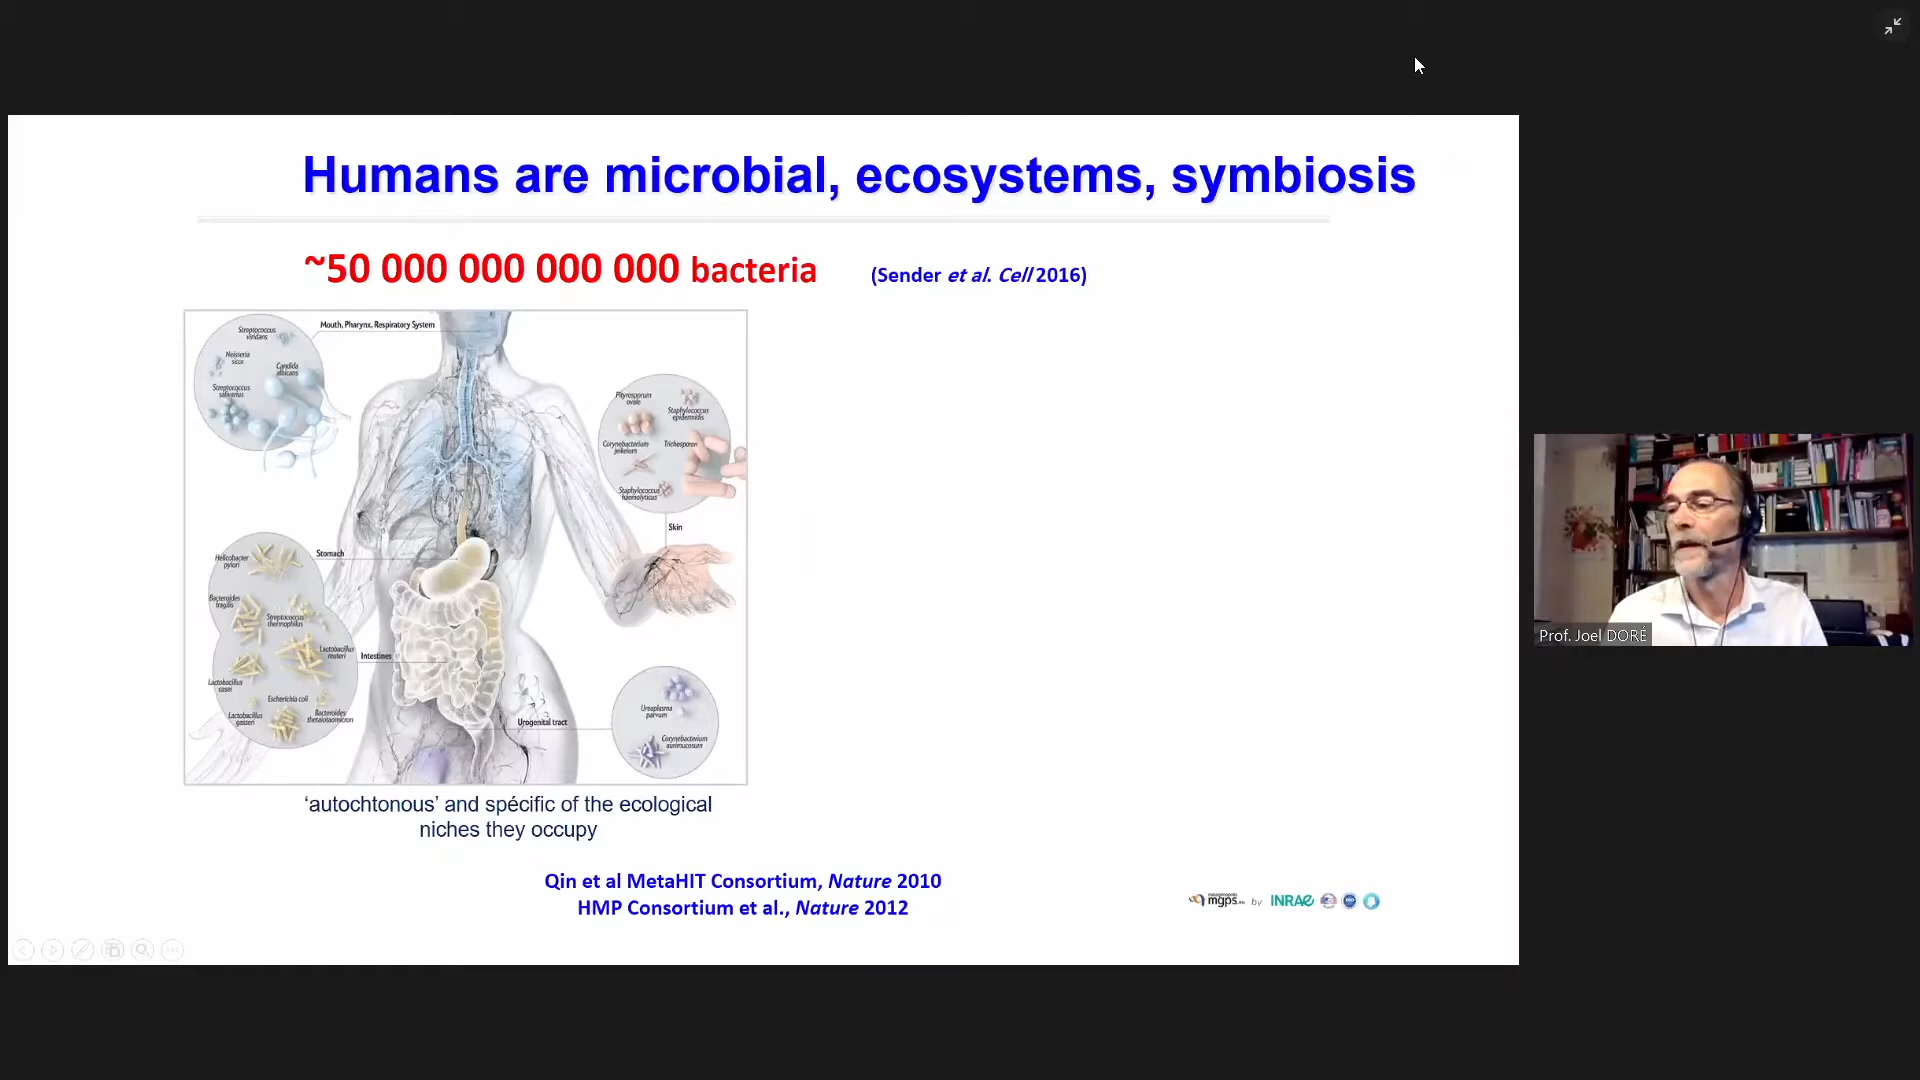 Humans are microbial, ecosystems, symbiosis
~50 000 000 000 000 bacteria (Sender et al. Cell 2016)
Mouth, Pharynx, Respiratory System
Streptococcus
viridans
Neisseria
sicca
Candida
albicans
Streptococcus
salivarius
Pityrosporum
ovale
Staphylococcus
epidermidis
Corynebacterium
jeikeium
Trichosporon
Staphylococcus
haemolyticus
Skin
Stomach
Helicobacter
pylori
Bacteroides
fragilis
Streptococcus
thermophilus
Lactobacillus
reuteri
Intestines
Lactobacillus
casei
Escherichia coli
Lactobacillus
gasseri
Bacteroides
thetaiotaomicron
Urogenital tract
Ureaplasma
parvum
Corynebacterium
aurimucosum
‘autochtonous’ and spécific of the ecological
niches they occupy
Qin et al MetaHIT Consortium, Nature 2010
HMP Consortium et al., Nature 2012
mgps.eu by INRAE
Prof. Joel DORÉ